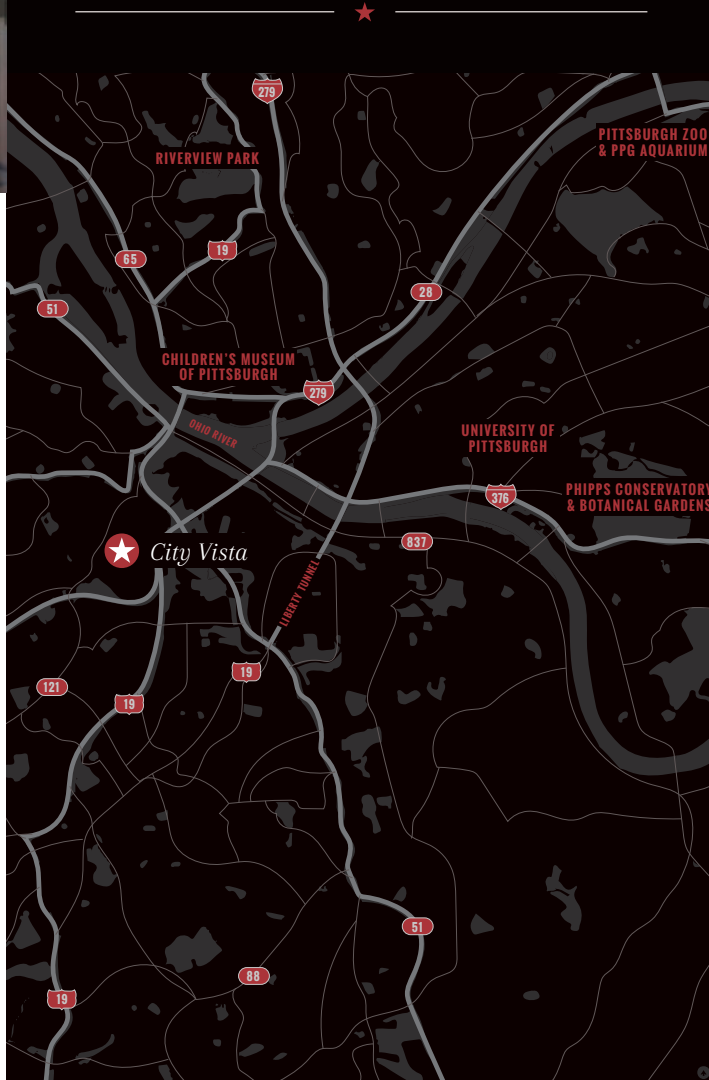 279
PITTSBURGH ZOO
& PPG AQUARIUM
RIVERVIEW PARK
19
65
28
51
CHILDREN'S MUSEUM
OF PITTSBURGH
279
OHIO RIVER
UNIVERSITY OF
PITTSBURGH
376
PHIPPS CONSERVATORY
& BOTANICAL GARDENS
837
City Vista
LIBERTY TUNNEL
19
121
19
51
88
19